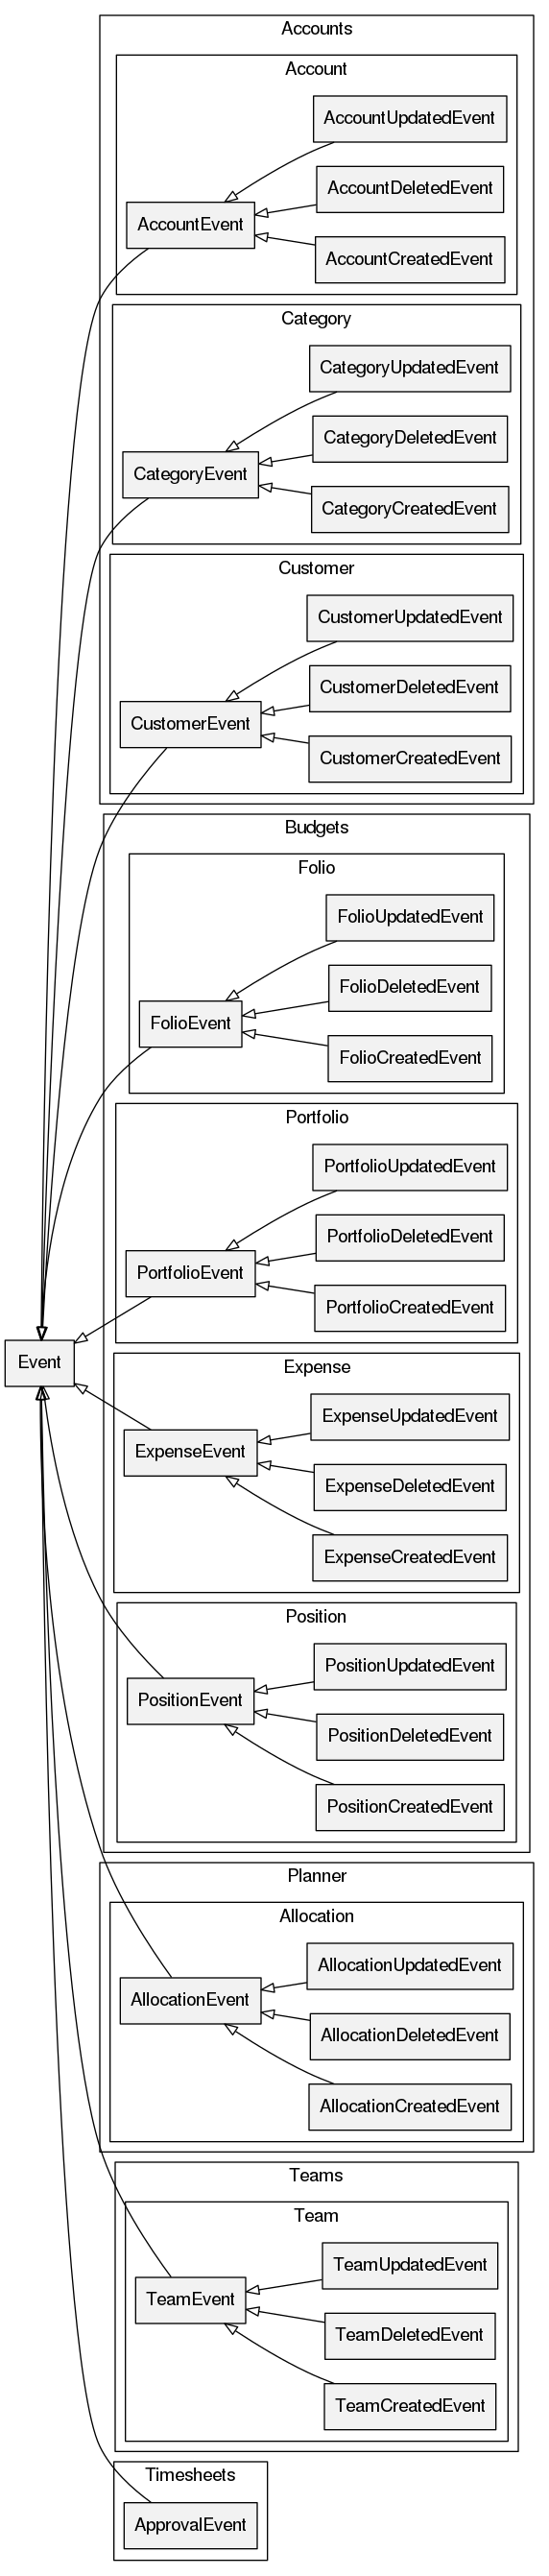 Accounts
Account
AccountUpdatedEvent
AccountDeletedEvent
AccountEvent
AccountCreatedEvent
Category
CategoryUpdatedEvent
CategoryDeletedEvent
CategoryEvent
CategoryCreatedEvent
Customer
CustomerUpdatedEvent
CustomerDeletedEvent
CustomerEvent
CustomerCreatedEvent
Budgets
Folio
FolioUpdatedEvent
FolioDeletedEvent
FolioEvent
FolioCreatedEvent
Portfolio
PortfolioUpdatedEvent
PortfolioDeletedEvent
PortfolioEvent
PortfolioCreatedEvent
Event
Expense
ExpenseUpdatedEvent
ExpenseEvent
ExpenseDeletedEvent
ExpenseCreatedEvent
Position
PositionUpdatedEvent
PositionEvent
PositionDeletedEvent
PositionCreatedEvent
Planner
Allocation
AllocationUpdatedEvent
AllocationEvent
AllocationDeletedEvent
AllocationCreatedEvent
Teams
Team
TeamUpdatedEvent
TeamEvent
TeamDeletedEvent
TeamCreatedEvent
Timesheets
ApprovalEvent